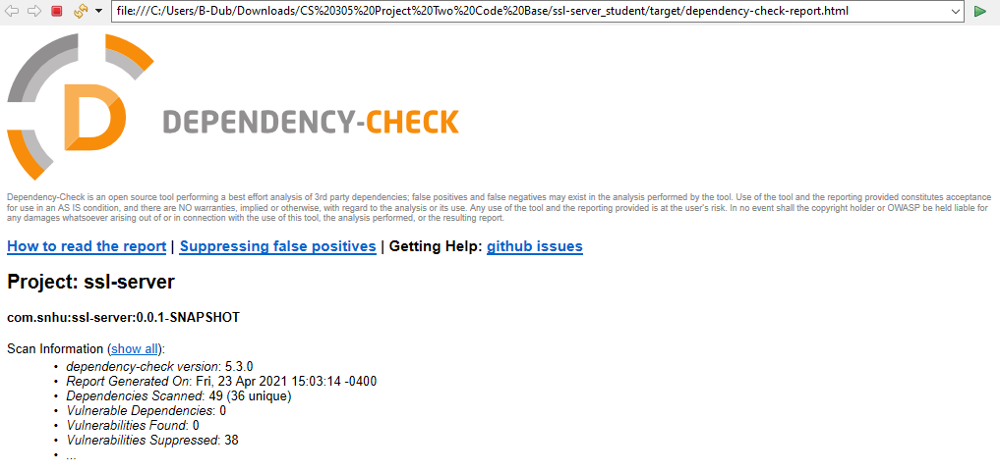 file:///C:/Users/B-Dub/Downloads/CS%20305%20Project%20Two%20Code%20Base/ssl-server_student/target/dependency-check-report.html
D
DEPENDENCY-CHECK
Dependency-Check is an open source tool performing a best effort analysis of 3rd party dependencies; false positives and false negatives may exist in the analysis performed by the tool. Use of the tool and the reporting provided constitutes acceptance
for use in an AS IS condition, and there are NO warranties, implied or otherwise, with regard to the analysis or its use. Any use of the tool and the reporting provided is at the user's risk. In no event shall the copyright holder or OWASP be held liable for
any damages whatsoever arising out of or in connection with the use of this tool, the analysis performed, or the resulting report.
How to read the report | Suppressing false positives | Getting Help: github issues
Project: ssl-server
com.snhu:ssl-server:0.0.1-SNAPSHOT
Scan Information (show all):
• dependency-check version: 5.3.0
• Report Generated On: Fri, 23 Apr 2021 15:03:14 -0400
• Dependencies Scanned: 49 (36 unique)
• Vulnerable Dependencies: 0
• Vulnerabilities Found: 0
• Vulnerabilities Suppressed: 38
• ...